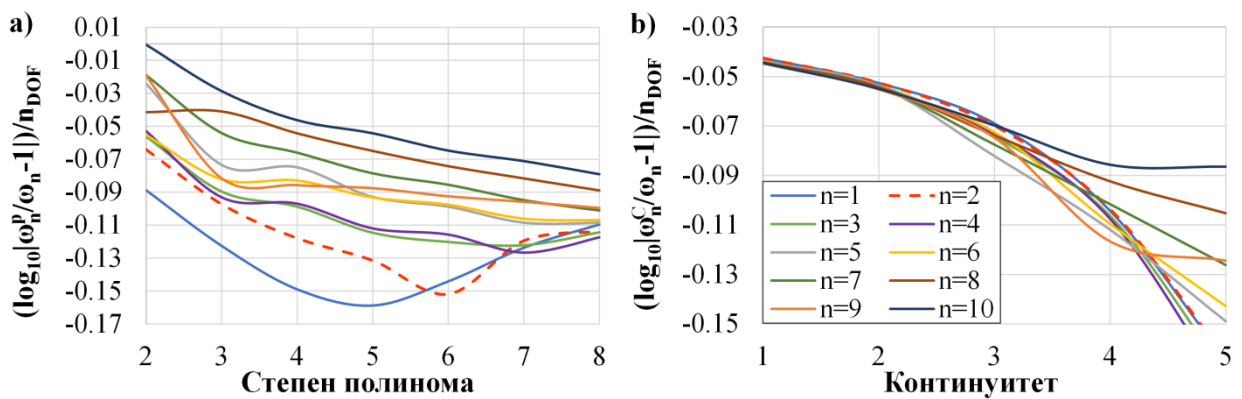 a)
(log₁₀|ωₙᵖ/ωₙ-1|)/n_DOF
0.01
-0.01
-0.03
-0.05
-0.07
-0.09
-0.11
-0.13
-0.15
-0.17
2 3 4 5 6 7 8
Степен полинома
b)
(log₁₀|ωₙᶜ/ωₙ-1|)/n_DOF
-0.03
-0.05
-0.07
-0.09
-0.11
-0.13
-0.15
n=1 n=2
n=3 n=4
n=5 n=6
n=7 n=8
n=9 n=10
1 2 3 4 5
Континуитет